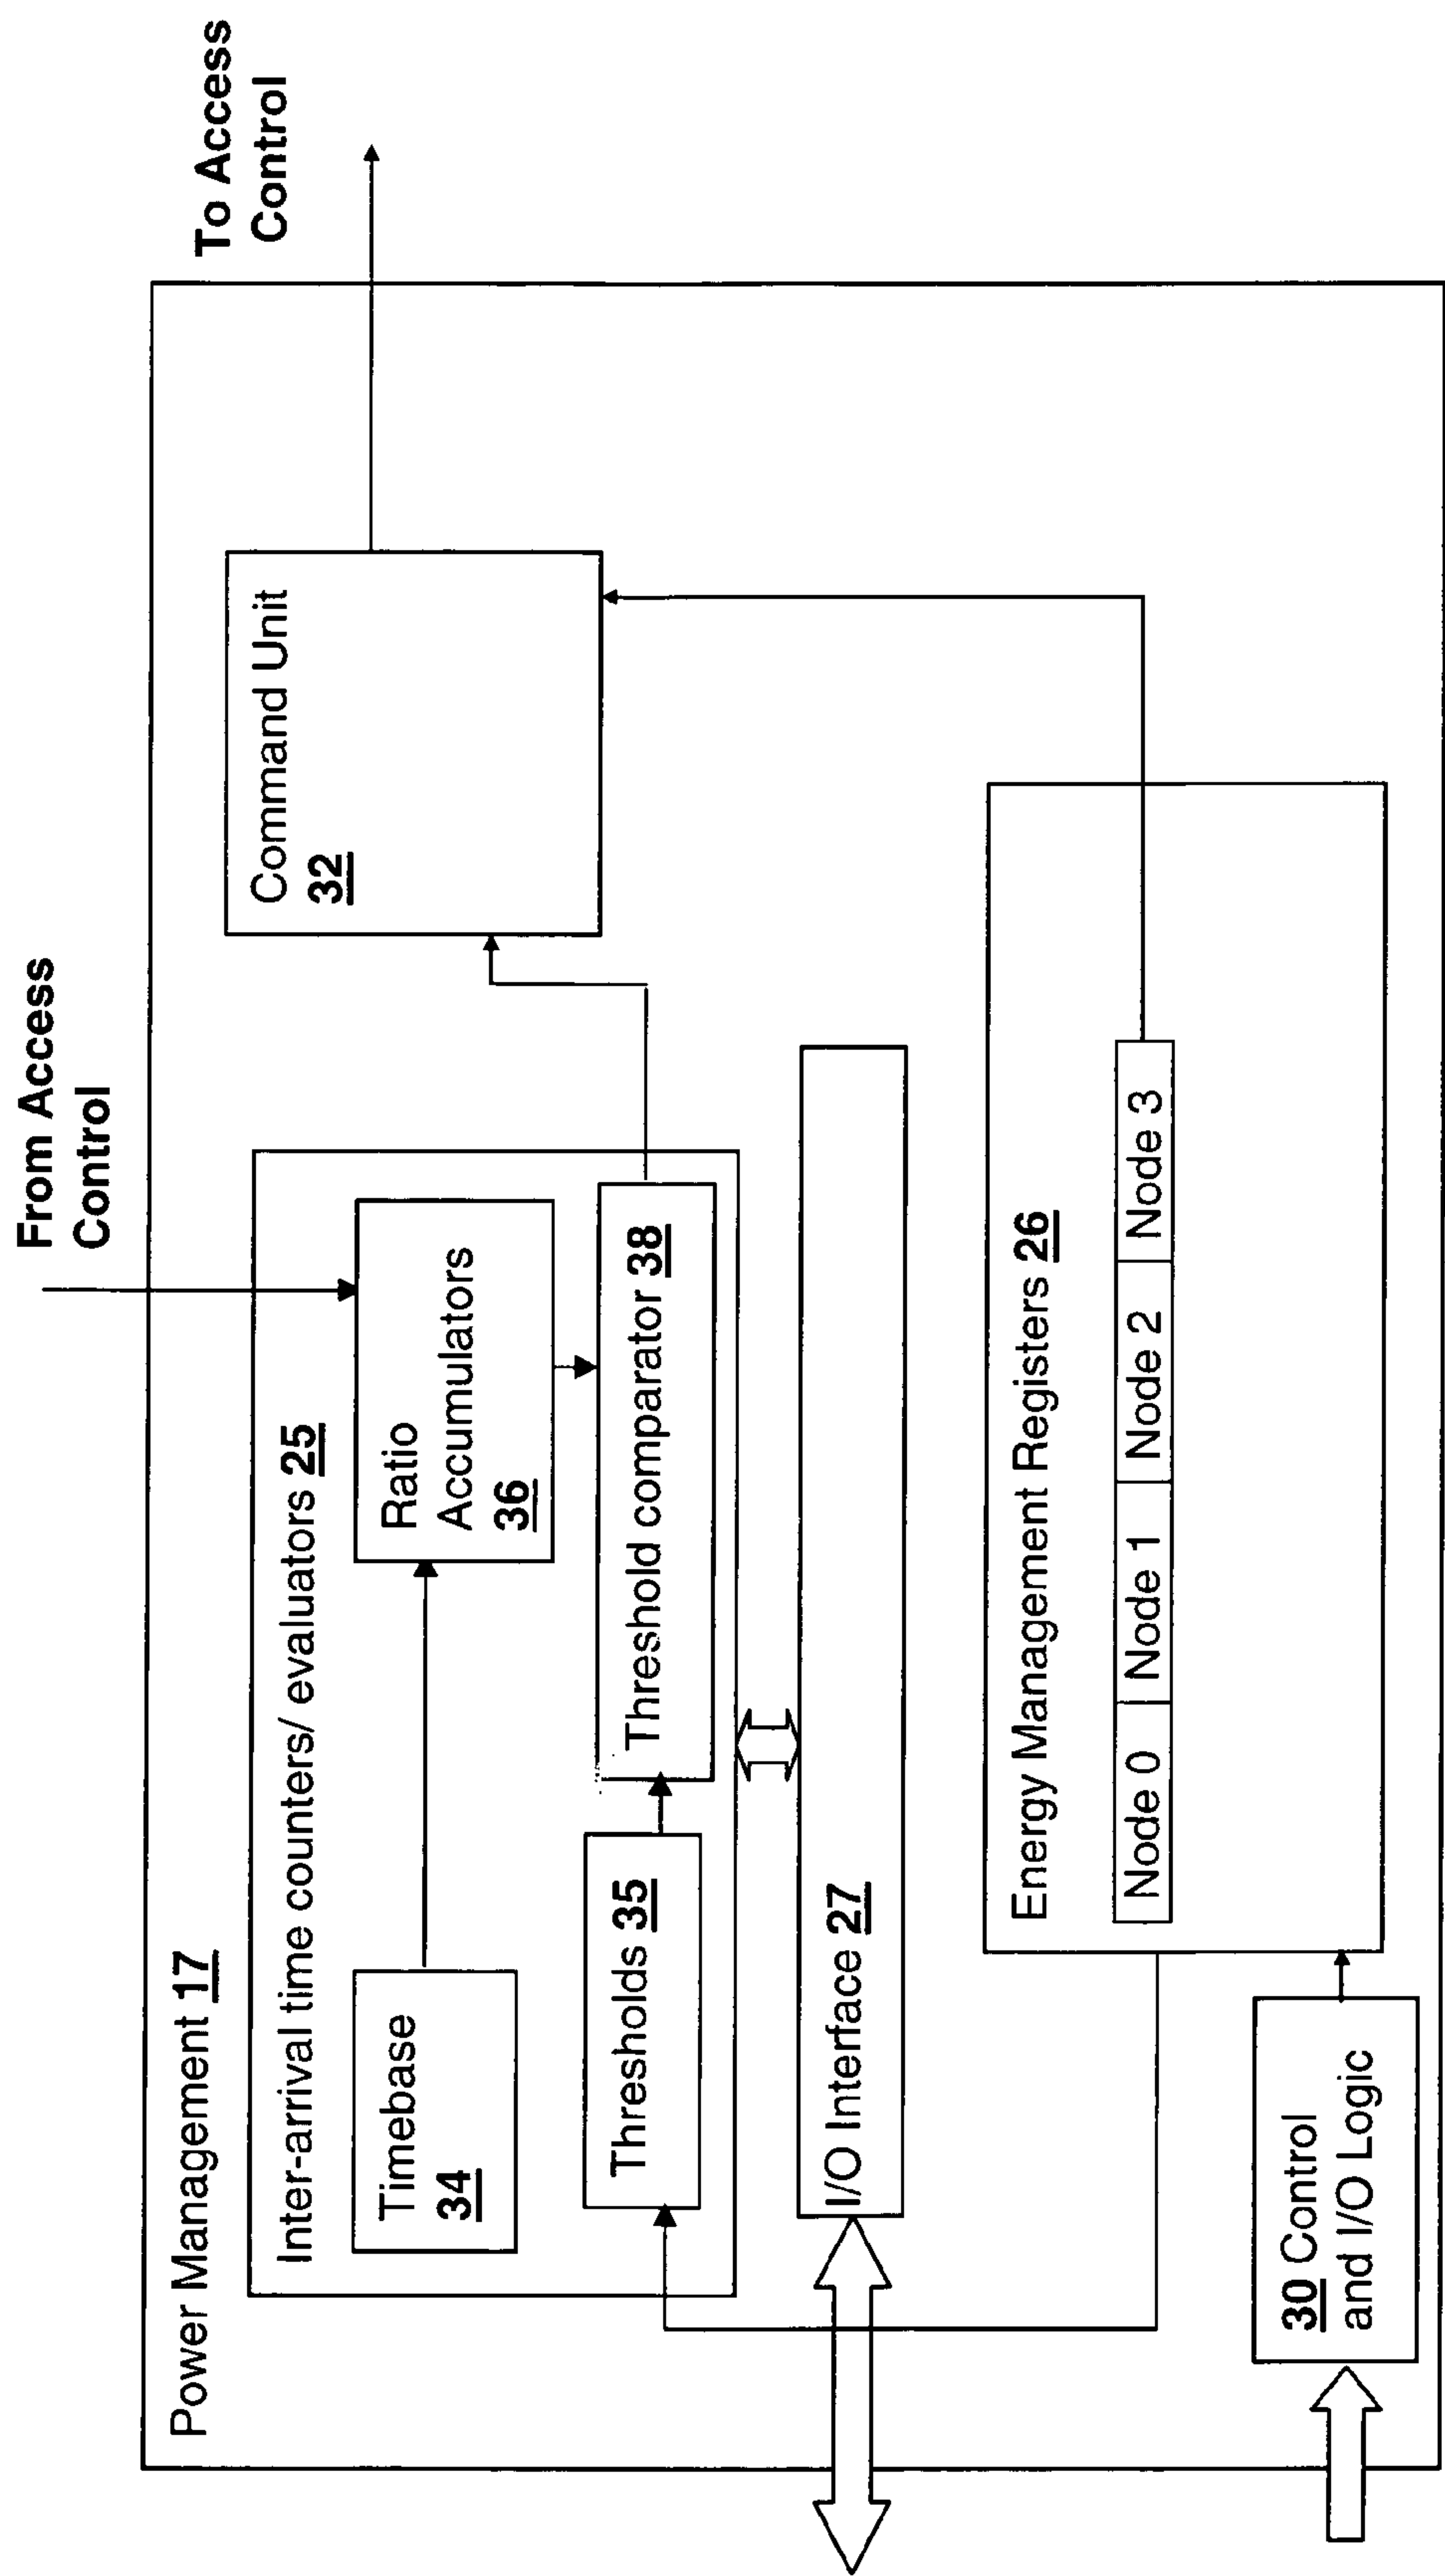 From Access
Control
To Access
Control
Power Management 17
Inter-arrival time counters/ evaluators 25
Timebase
34
Ratio
Accumulators
36
Thresholds 35
Threshold comparator 38
Command Unit
32
I/O Interface 27
Energy Management Registers 26
Node 0 Node 1 Node 2 Node 3
30 Control
and I/O Logic